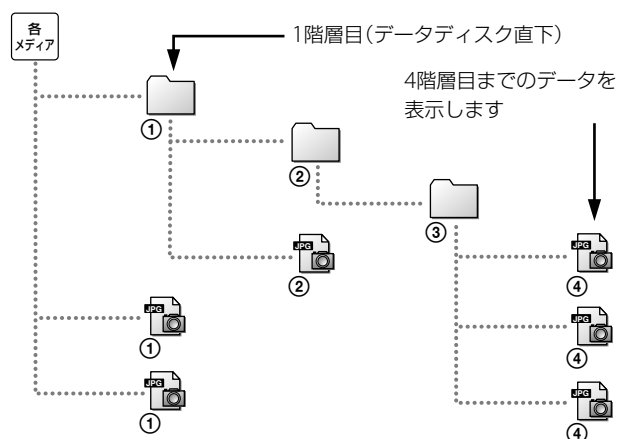 各
メディア
1階層目(データディスク直下)
4階層目までのデータを
表示します
①
②
③
JPG
②
JPG
④
JPG
①
JPG
④
JPG
①
JPG
④